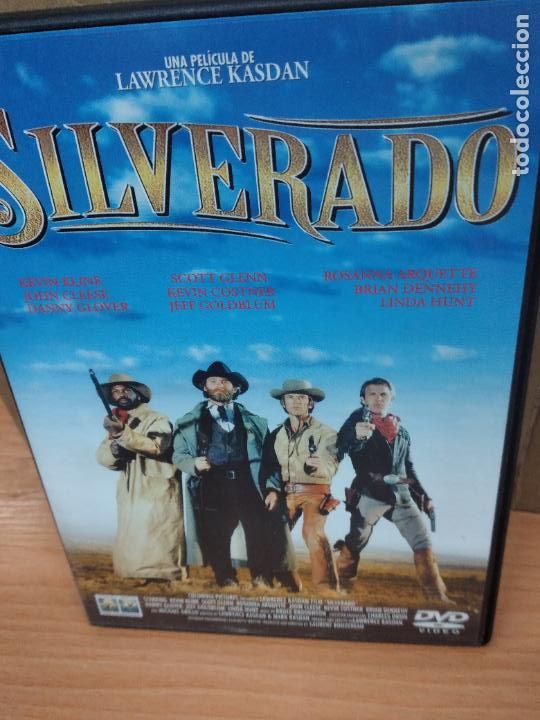 UNA PELÍCULA DE
LAWRENCE KASDAN
SILVERADO
KEVIN KLINE SCOTT GLENN ROSANNA ARQUETTE
JOHN CLEESE KEVIN COSTNER BRIAN DENNEHY
DANNY GLOVER JEFF GOLDBLUM LINDA HUNT
DVD
VIDEO
todocoleccion